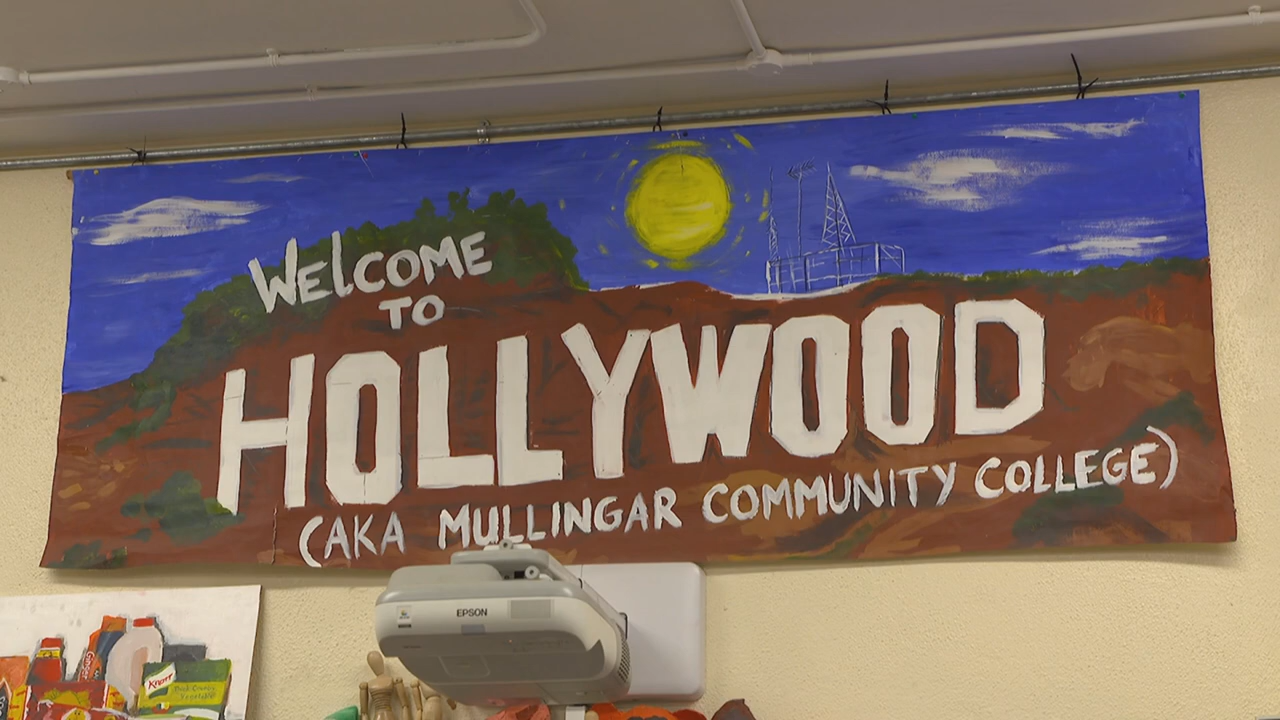 WELCOME
TO
HOLLYWOOD
(AKA MULLINGAR COMMUNITY COLLEGE)
EPSON
Knorr